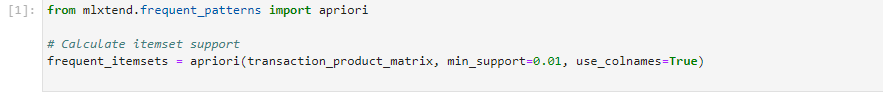 [1]: from mlxtend.frequent_patterns import apriori
# Calculate itemset support
frequent_itemsets = apriori(transaction_product_matrix, min_support=0.01, use_colnames=True)